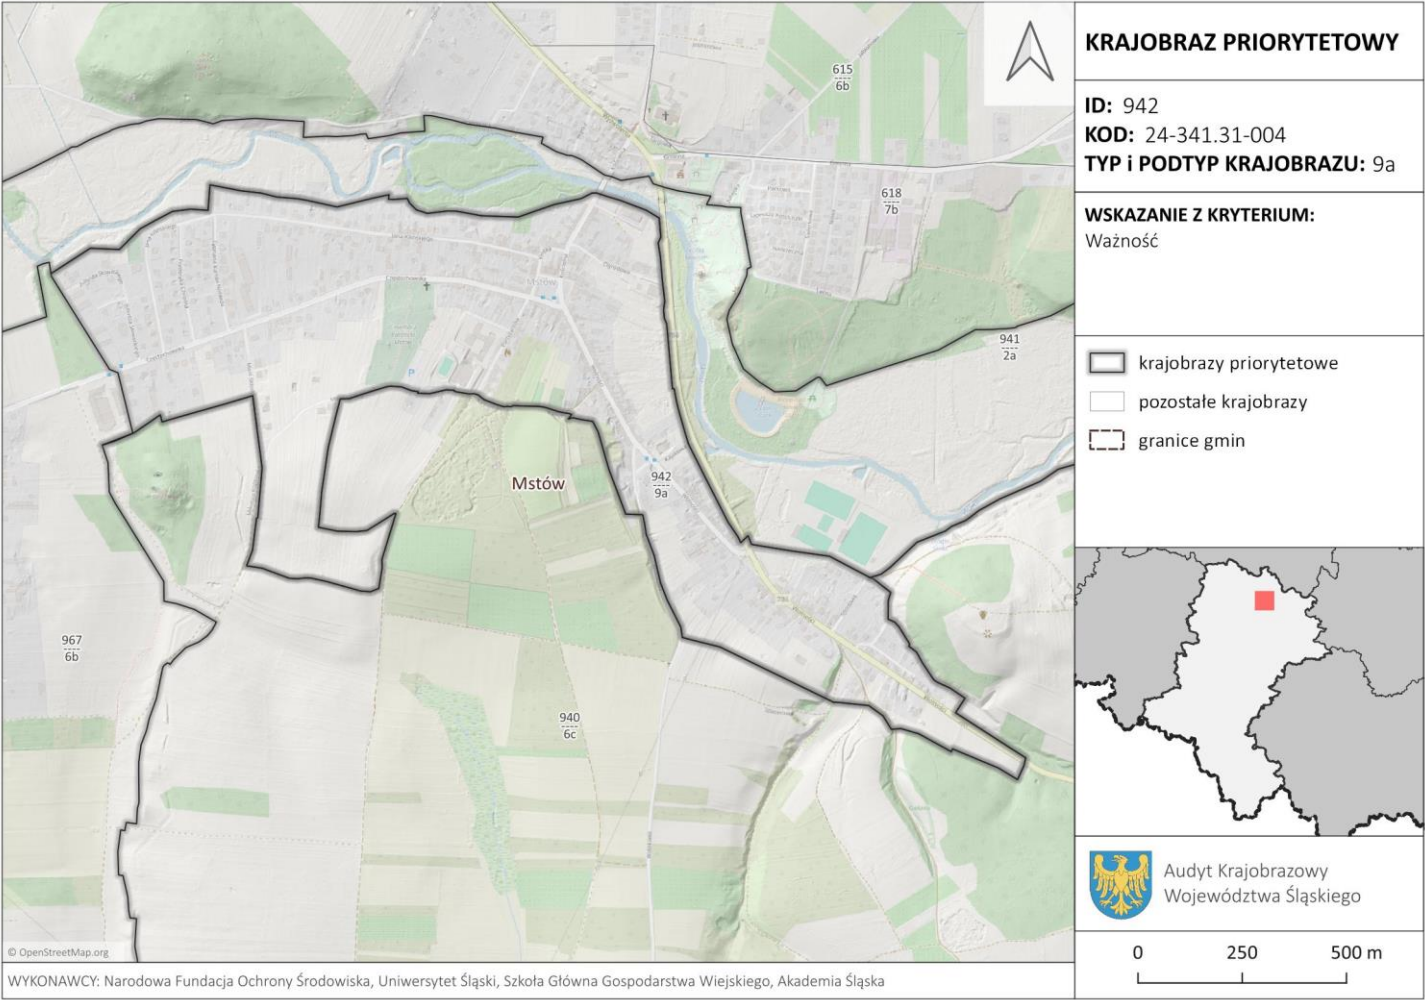 615
6b
618
7b
941
2a
Mstów
942
9a
Mstów
967
6b
940
6c
P
Częstochowska
© OpenStreetMap.org
WYKONAWCY: Narodowa Fundacja Ochrony Środowiska, Uniwersytet Śląski, Szkoła Główna Gospodarstwa Wiejskiego, Akademia Śląska
KRAJOBRAZ PRIORYTETOWY
ID: 942
KOD: 24-341.31-004
TYP i PODTYP KRAJOBRAZU: 9a
WSKAZANIE Z KRYTERIUM:
Ważność
krajobrazy priorytetowe
pozostałe krajobrazy
granice gmin
Audyt Krajobrazowy
Województwa Śląskiego
0 250 500 m